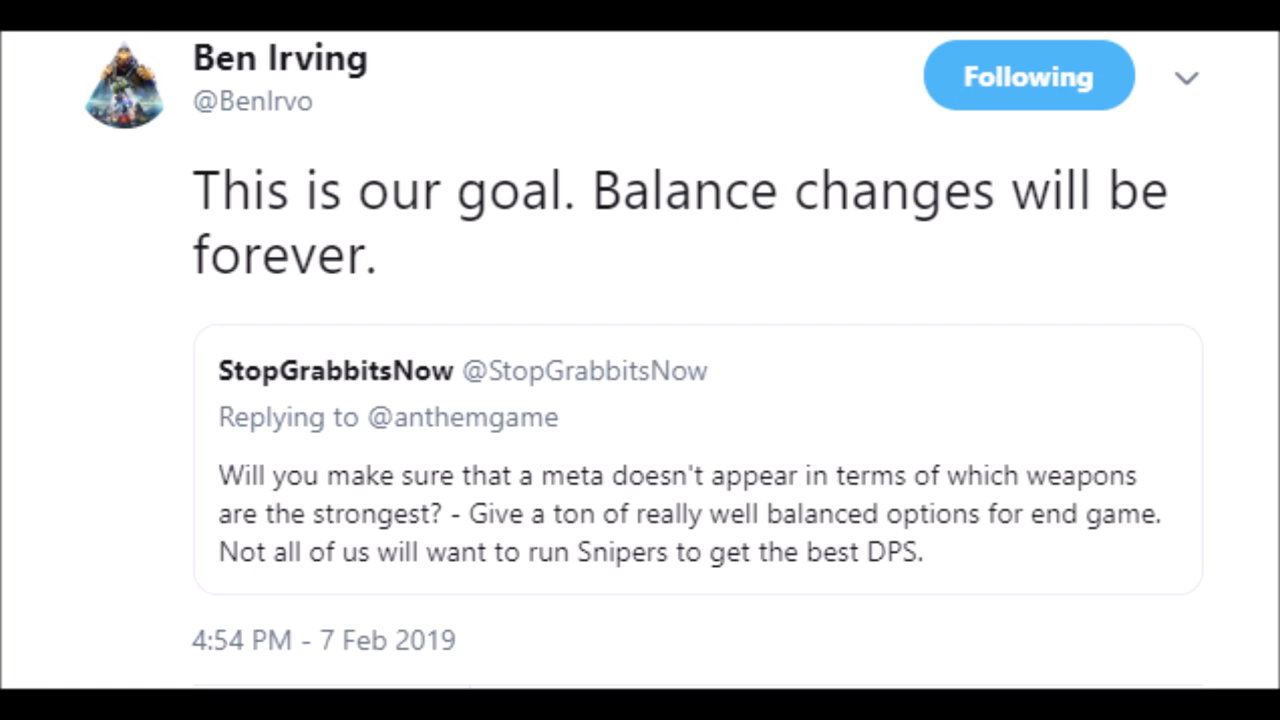 Ben Irving
@BenIrvo
Following
This is our goal. Balance changes will be
forever.
StopGrabbitsNow @StopGrabbitsNow
Replying to @anthemgame
Will you make sure that a meta doesn't appear in terms of which weapons
are the strongest? - Give a ton of really well balanced options for end game.
Not all of us will want to run Snipers to get the best DPS.
4:54 PM - 7 Feb 2019